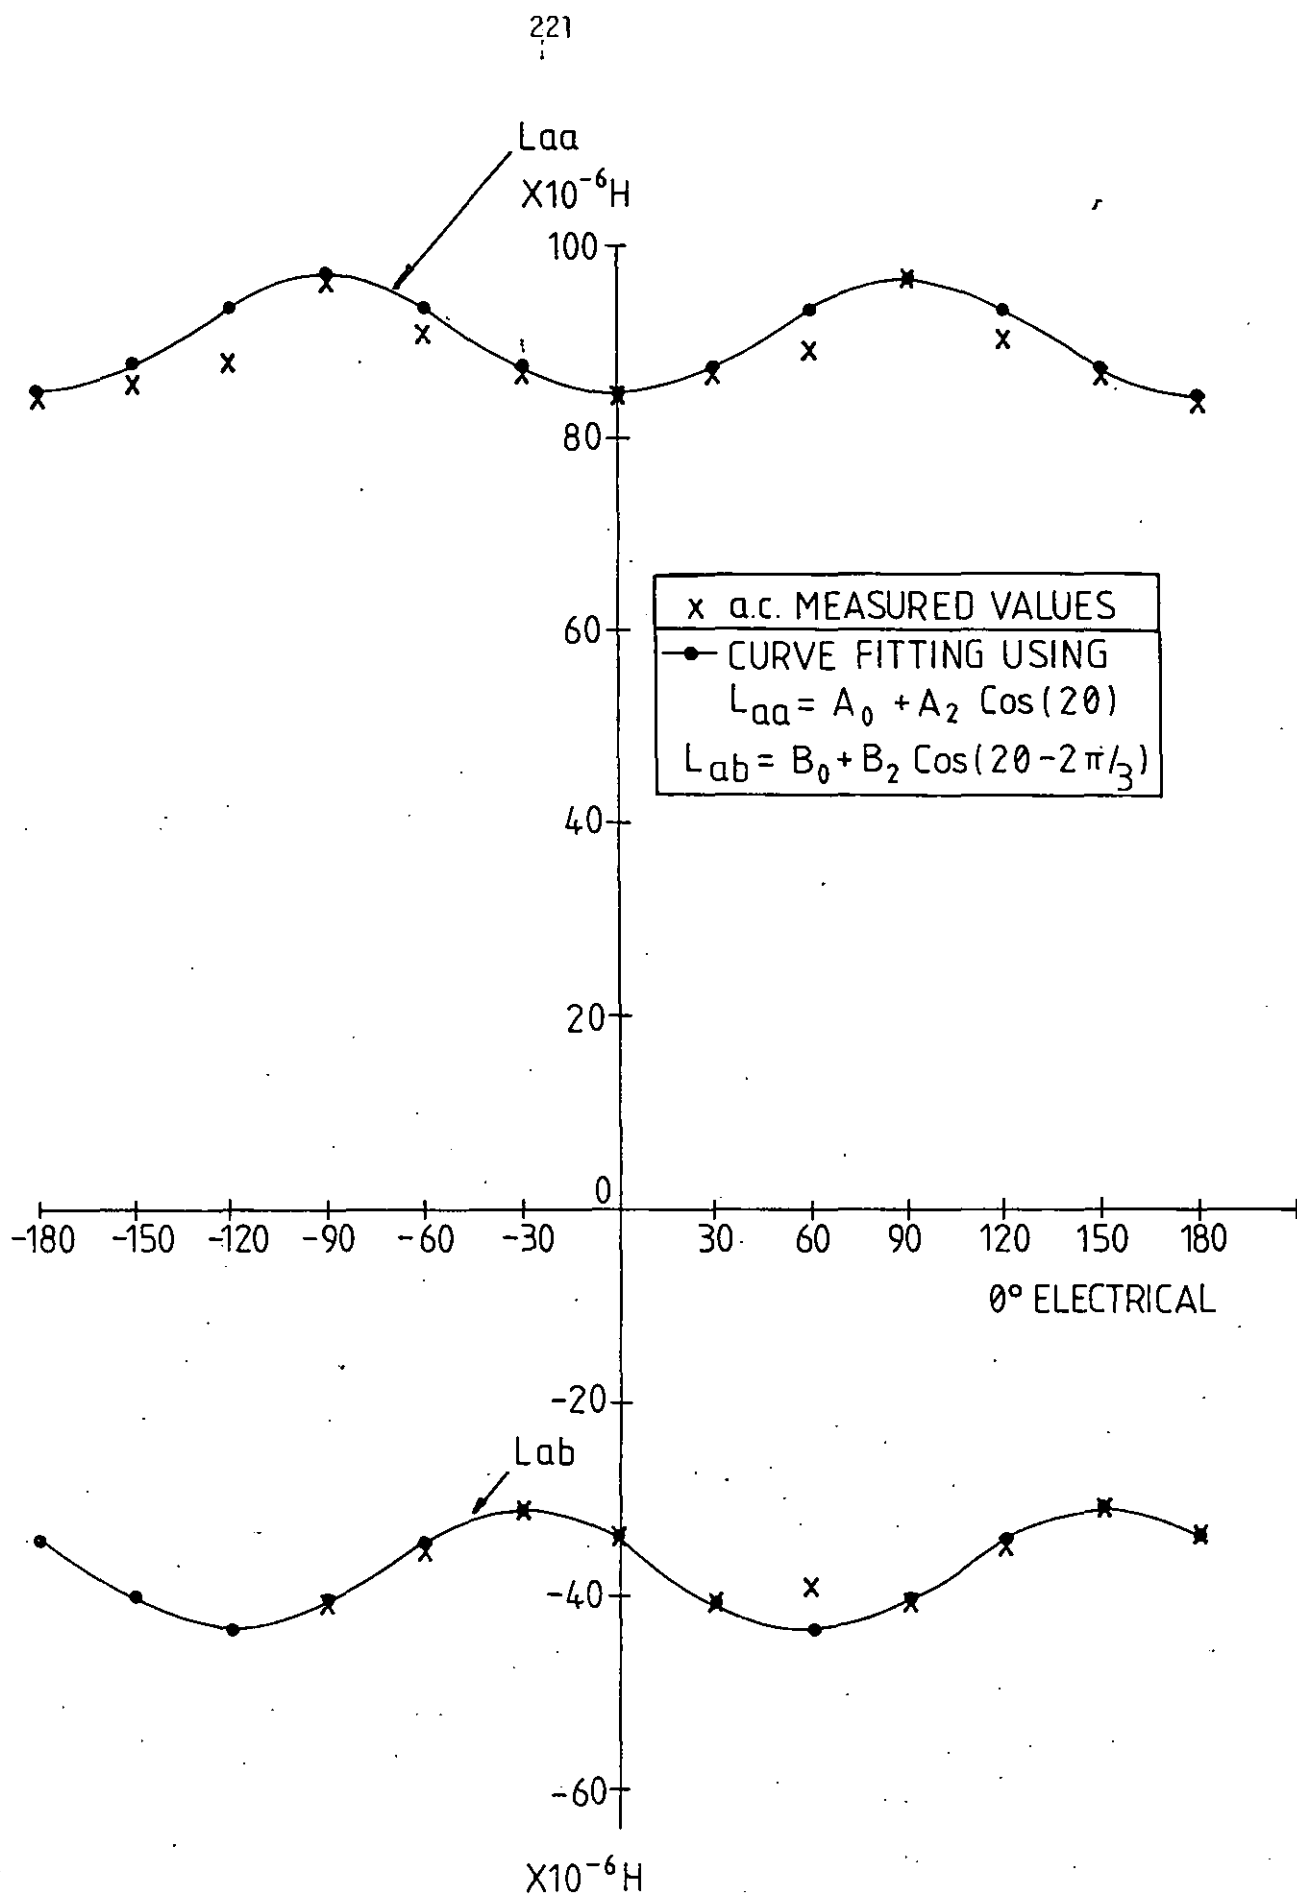 221
Laa
X10⁻⁶H
100
80
60
40
20
0
x a.c. MEASURED VALUES
CURVE FITTING USING
Laa = A₀ + A₂ Cos(2θ)
Lab = B₀ + B₂ Cos(2θ-2π/3)
-180 -150 -120 -90 -60 -30 30 60 90 120 150 180
θ° ELECTRICAL
-20
Lab
-40
-60
X10⁻⁶H